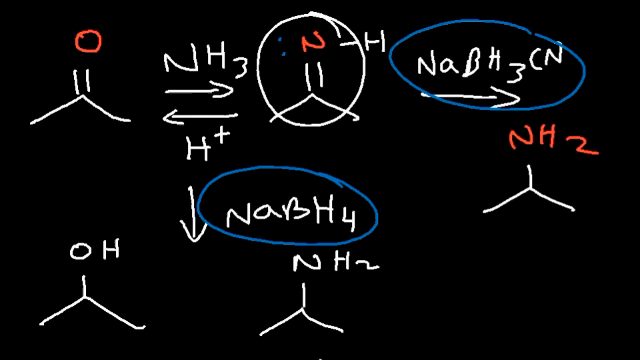 O
NH3
H+
:N-H
NaBH3CN
NH2
NaBH4
OH
NH2